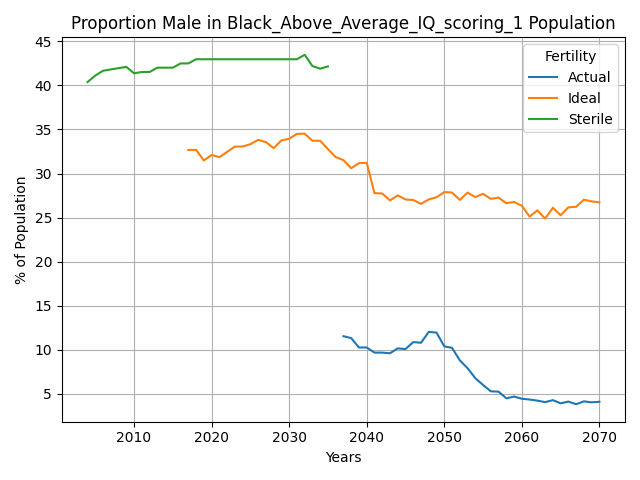 Proportion Male in Black_Above_Average_IQ_scoring_1 Population
% of Population
45
40
35
30
25
20
15
10
5
Fertility
Actual
Ideal
Sterile
2010 2020 2030 2040 2050 2060 2070
Years